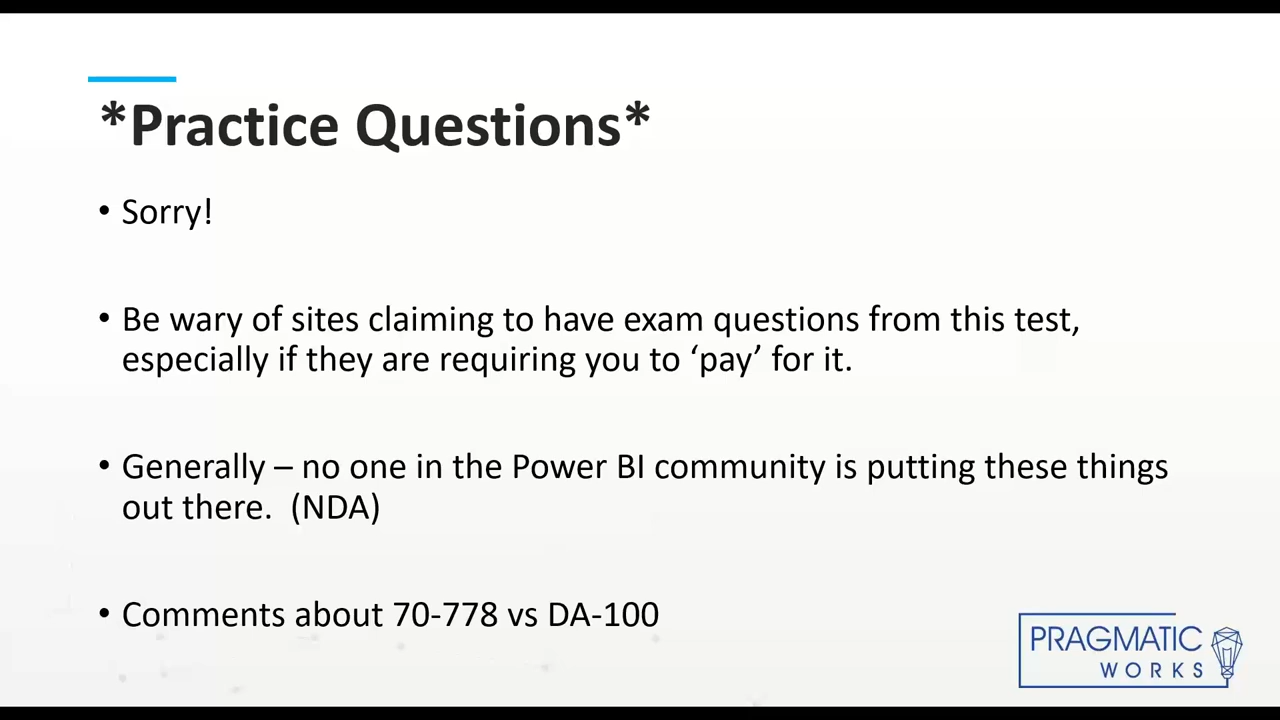 *Practice Questions*
• Sorry!
• Be wary of sites claiming to have exam questions from this test,
especially if they are requiring you to ‘pay’ for it.
• Generally – no one in the Power BI community is putting these things
out there.  (NDA)
• Comments about 70-778 vs DA-100
PRAGMATIC
WORKS